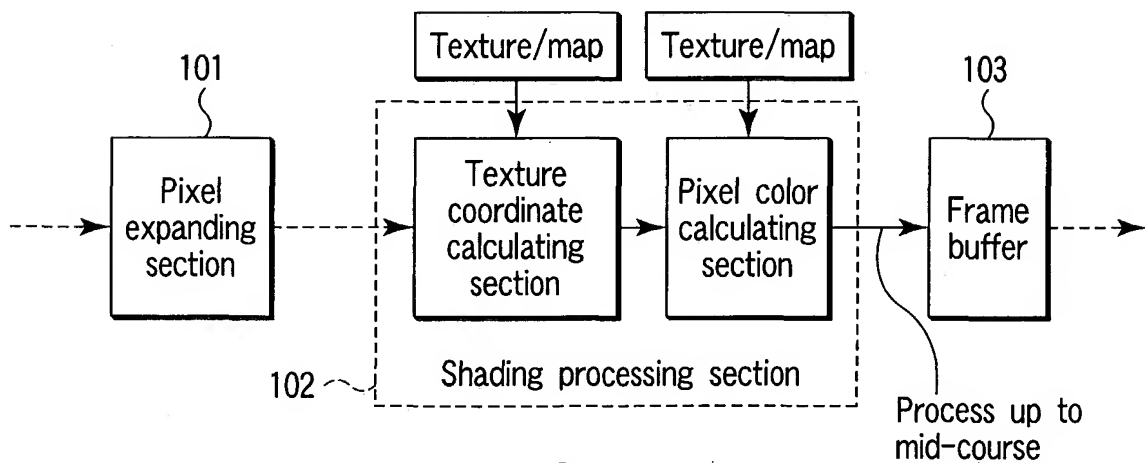 Texture/map
Texture/map
101
103
Pixel
expanding
section
Texture
coordinate
calculating
section
Pixel color
calculating
section
Frame
buffer
102
Shading processing section
Process up to
mid-course